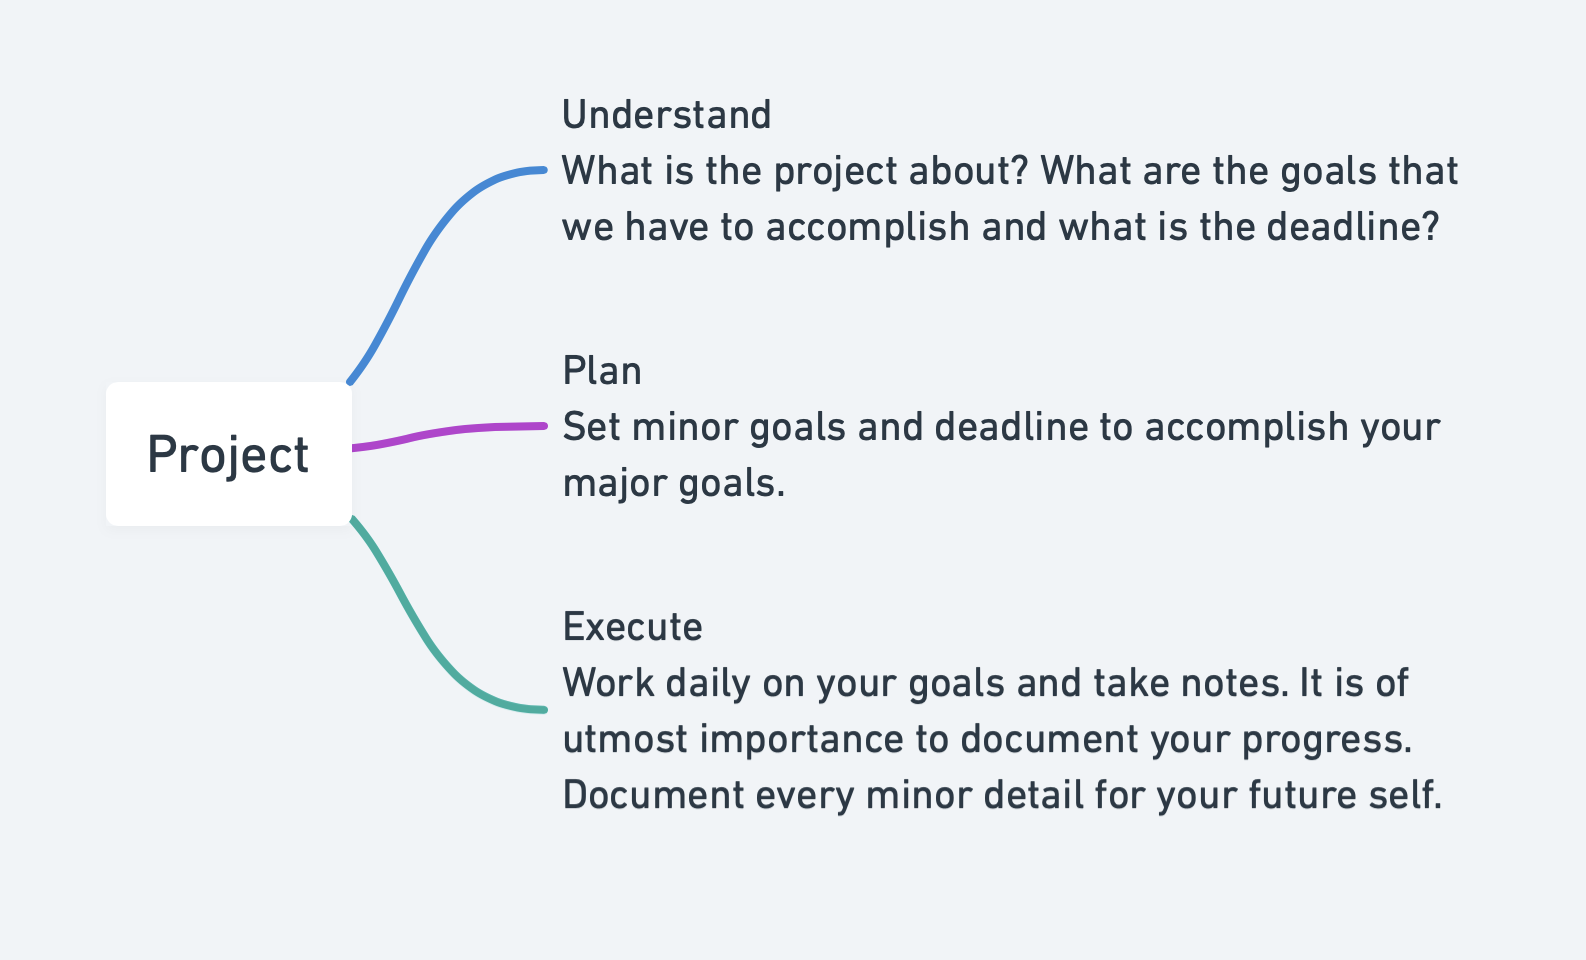 Understand
What is the project about? What are the goals that
we have to accomplish and what is the deadline?
Plan
Set minor goals and deadline to accomplish your
major goals.
Project
Execute
Work daily on your goals and take notes. It is of
utmost importance to document your progress.
Document every minor detail for your future self.